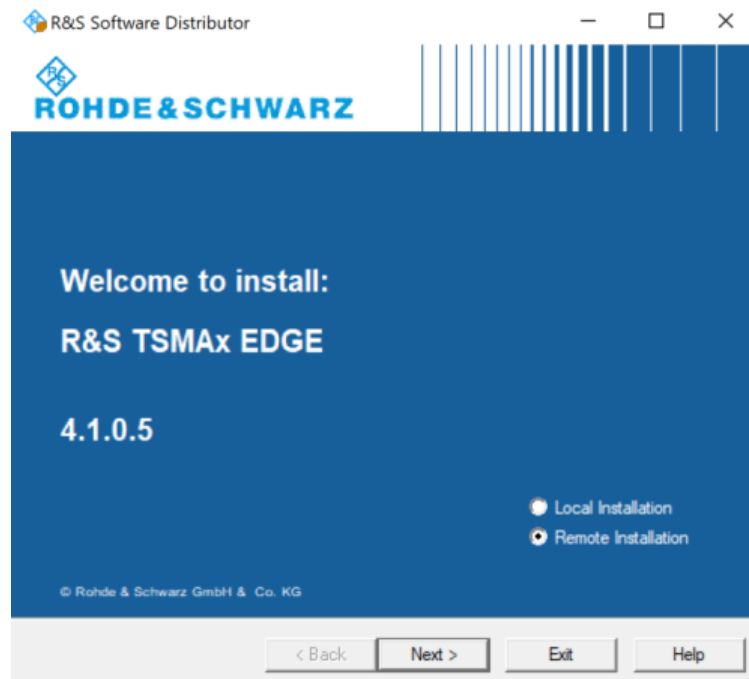 R&S Software Distributor
R&S
ROHDE&SCHWARZ
Welcome to install:
R&S TSMAx EDGE
4.1.0.5
Local Installation
Remote Installation
© Rohde & Schwarz GmbH & Co. KG
< Back
Next >
Exit
Help